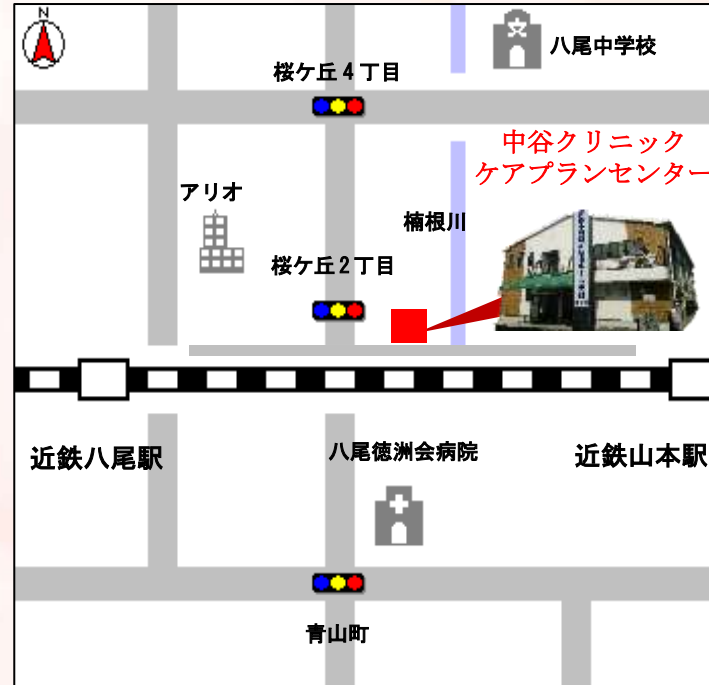 N
文
八尾中学校
桜ケ丘4丁目
中谷クリニック
ケアプランセンター
アリオ
楠根川
桜ケ丘2丁目
近鉄八尾駅
八尾徳洲会病院
近鉄山本駅
青山町